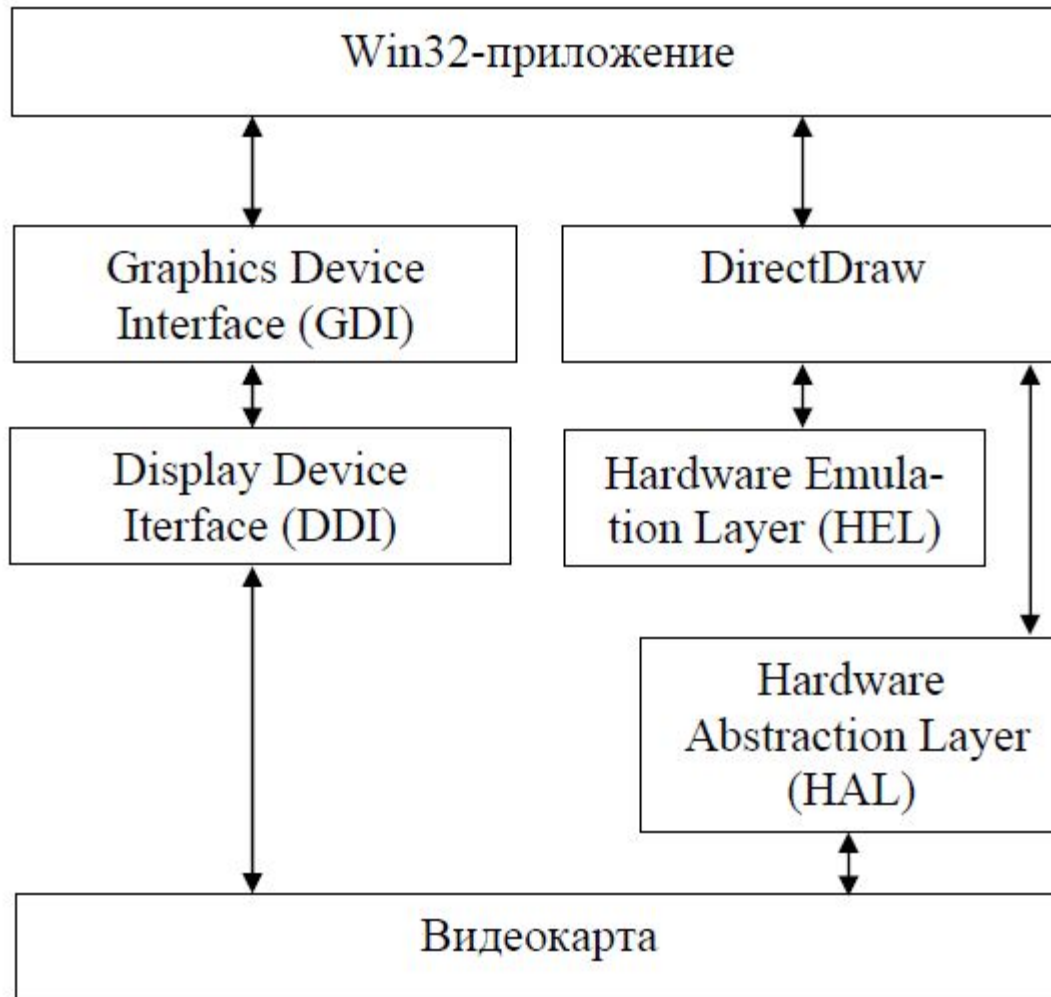 Win32-приложение
Graphics Device
Interface (GDI)
DirectDraw
Display Device
Iterface (DDI)
Hardware Emula-
tion Layer (HEL)
Hardware
Abstraction Layer
(HAL)
Видеокарта